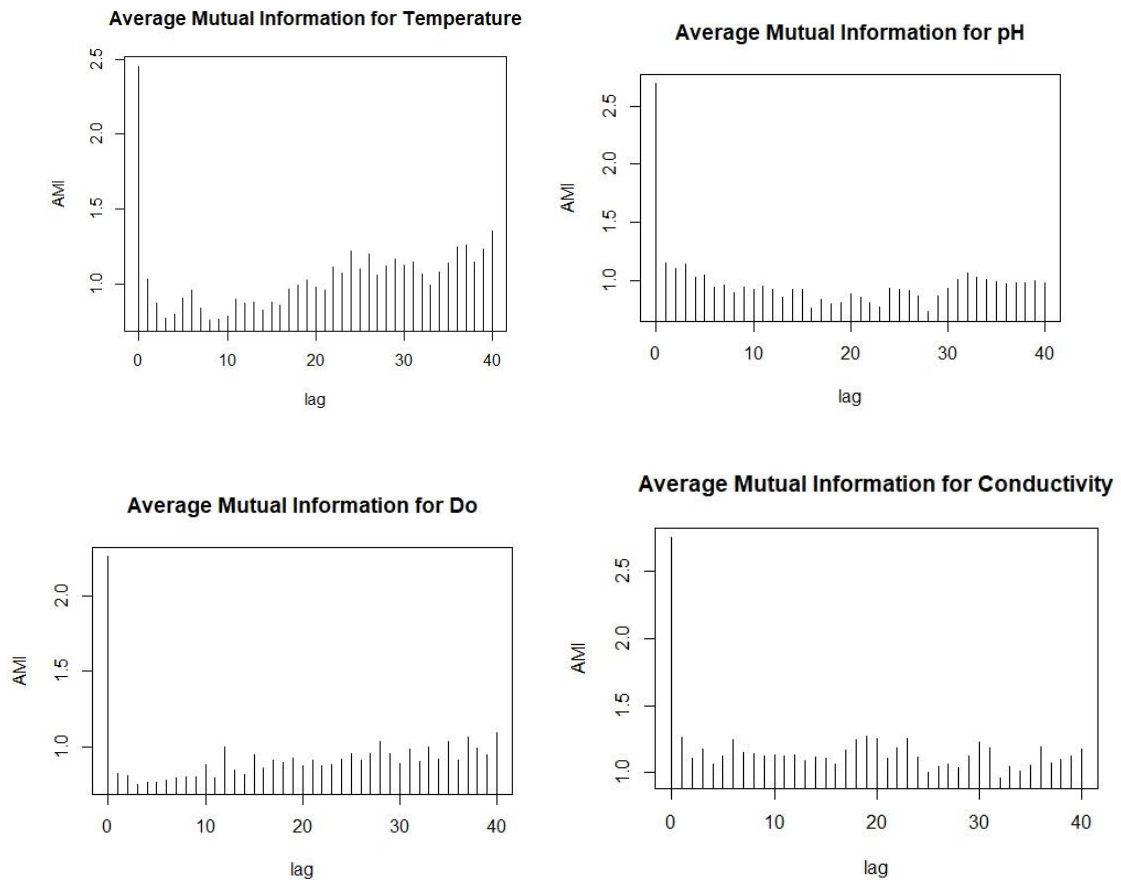 Average Mutual Information for Temperature
2.5
2.0
1.5
1.0
AMI
0 10 20 30 40
lag
Average Mutual Information for pH
2.5
2.0
1.5
1.0
AMI
0 10 20 30 40
lag
Average Mutual Information for Do
2.0
1.5
1.0
AMI
0 10 20 30 40
lag
Average Mutual Information for Conductivity
2.5
2.0
1.5
1.0
AMI
0 10 20 30 40
lag